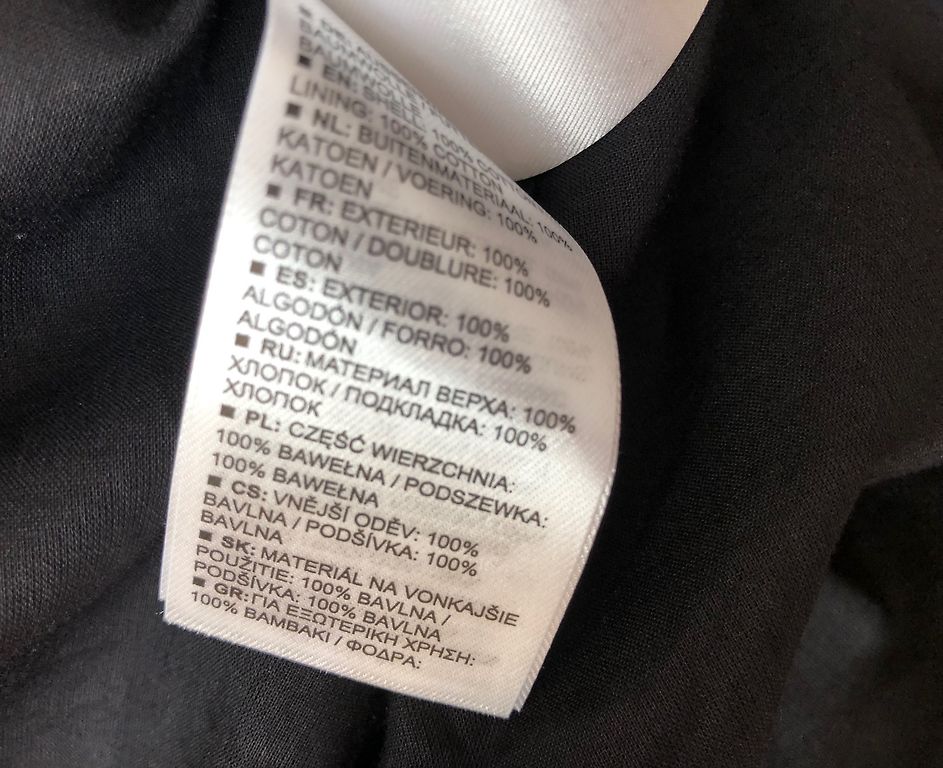 ■ EN: SHELL: 100% COTTON
LINING: 100% COTTON
■ NL: BUITENMATERIAAL: 100%
KATOEN / VOERING: 100%
KATOEN
■ FR: EXTERIEUR: 100%
COTON / DOUBLURE: 100%
COTON
■ ES: EXTERIOR: 100%
ALGODÓN / FORRO: 100%
ALGODÓN
■ RU: МАТЕРИАЛ ВЕРХА: 100%
ХЛОПОК / ПОДКЛАДКА: 100%
ХЛОПОК
■ PL: CZĘŚĆ WIERZCHNIA:
100% BAWEŁNA / PODSZEWKA:
100% BAWEŁNA
■ CS: VNĚJŠÍ ODĚV: 100%
BAVLNA / PODŠÍVKA: 100%
BAVLNA
■ SK: MATERIÁL NA VONKAJŠIE
POUŽITIE: 100% BAVLNA /
PODŠÍVKA: 100% BAVLNA
■ GR: ΓΙΑ ΕΞΩΤΕΡΙΚΗ ΧΡΗΣΗ:
100% ΒΑΜΒΑΚΙ / ΦΟΔΡΑ: